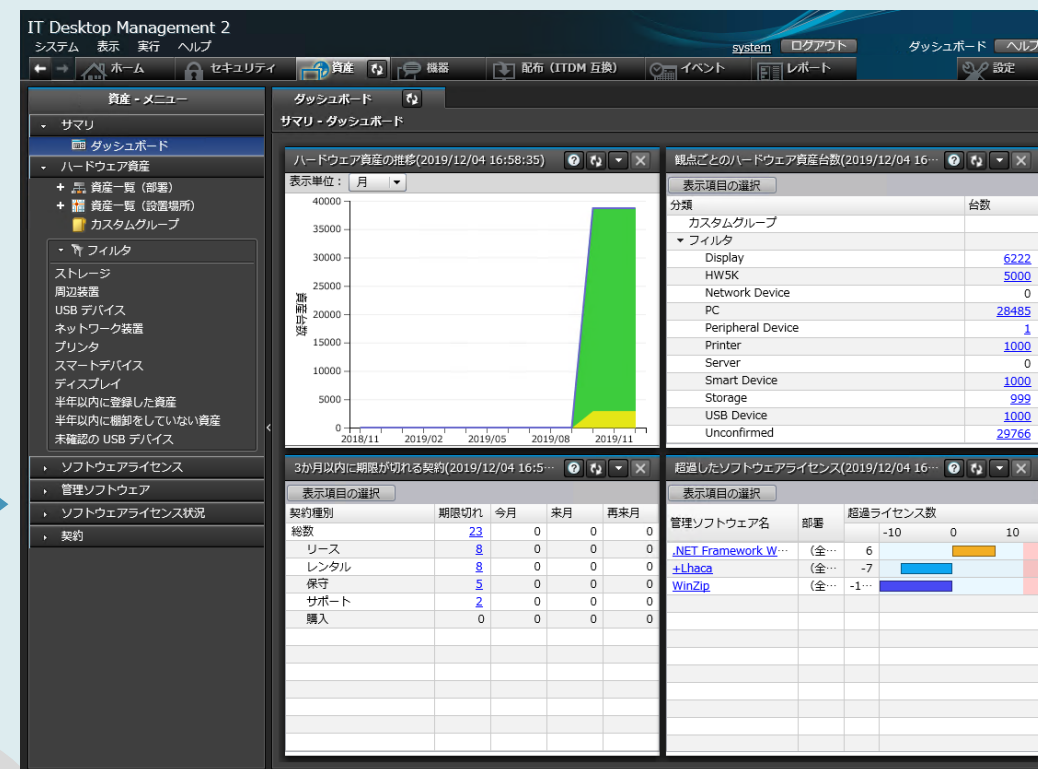 IT Desktop Management 2
システム 表示 実行 ヘルプ
system ログアウト ダッシュボード ヘルプ
ホーム セキュリティ 資産 機器 配布（ITDM 互換） イベント レポート 設定
資産 - メニュー
サマリ
ダッシュボード
ハードウェア資産
資産一覧（部署）
資産一覧（設置場所）
カスタムグループ
フィルタ
ストレージ
周辺装置
USB デバイス
ネットワーク装置
プリンタ
スマートデバイス
ディスプレイ
半年以内に登録した資産
半年以内に棚卸をしていない資産
未確認の USB デバイス
ソフトウェアライセンス
管理ソフトウェア
ソフトウェアライセンス状況
契約
ダッシュボード
サマリ - ダッシュボード
ハードウェア資産の推移(2019/12/04 16:58:35)
表示単位： 月
40000
35000
30000
25000
20000
15000
10000
5000
0
資産台数
2018/11 2019/02 2019/05 2019/08 2019/11
観点ごとのハードウェア資産台数(2019/12/04 16…
表示項目の選択
分類 台数
カスタムグループ
フィルタ
Display 6222
HW5K 5000
Network Device 0
PC 28485
Peripheral Device 1
Printer 1000
Server 0
Smart Device 1000
Storage 999
USB Device 1000
Unconfirmed 29766
3か月以内に期限が切れる契約(2019/12/04 16:5…
表示項目の選択
契約種別 期限切れ 今月 来月 再来月
総数 23 0 0 0
リース 8 0 0 0
レンタル 8 0 0 0
保守 5 0 0 0
サポート 2 0 0 0
購入 0 0 0 0
超過したソフトウェアライセンス(2019/12/04 16…
表示項目の選択
管理ソフトウェア名 部署 超過ライセンス数
-10 0 10
.NET Framework W… （全… 6
+Lhaca （全… -7
WinZip （全… -1…